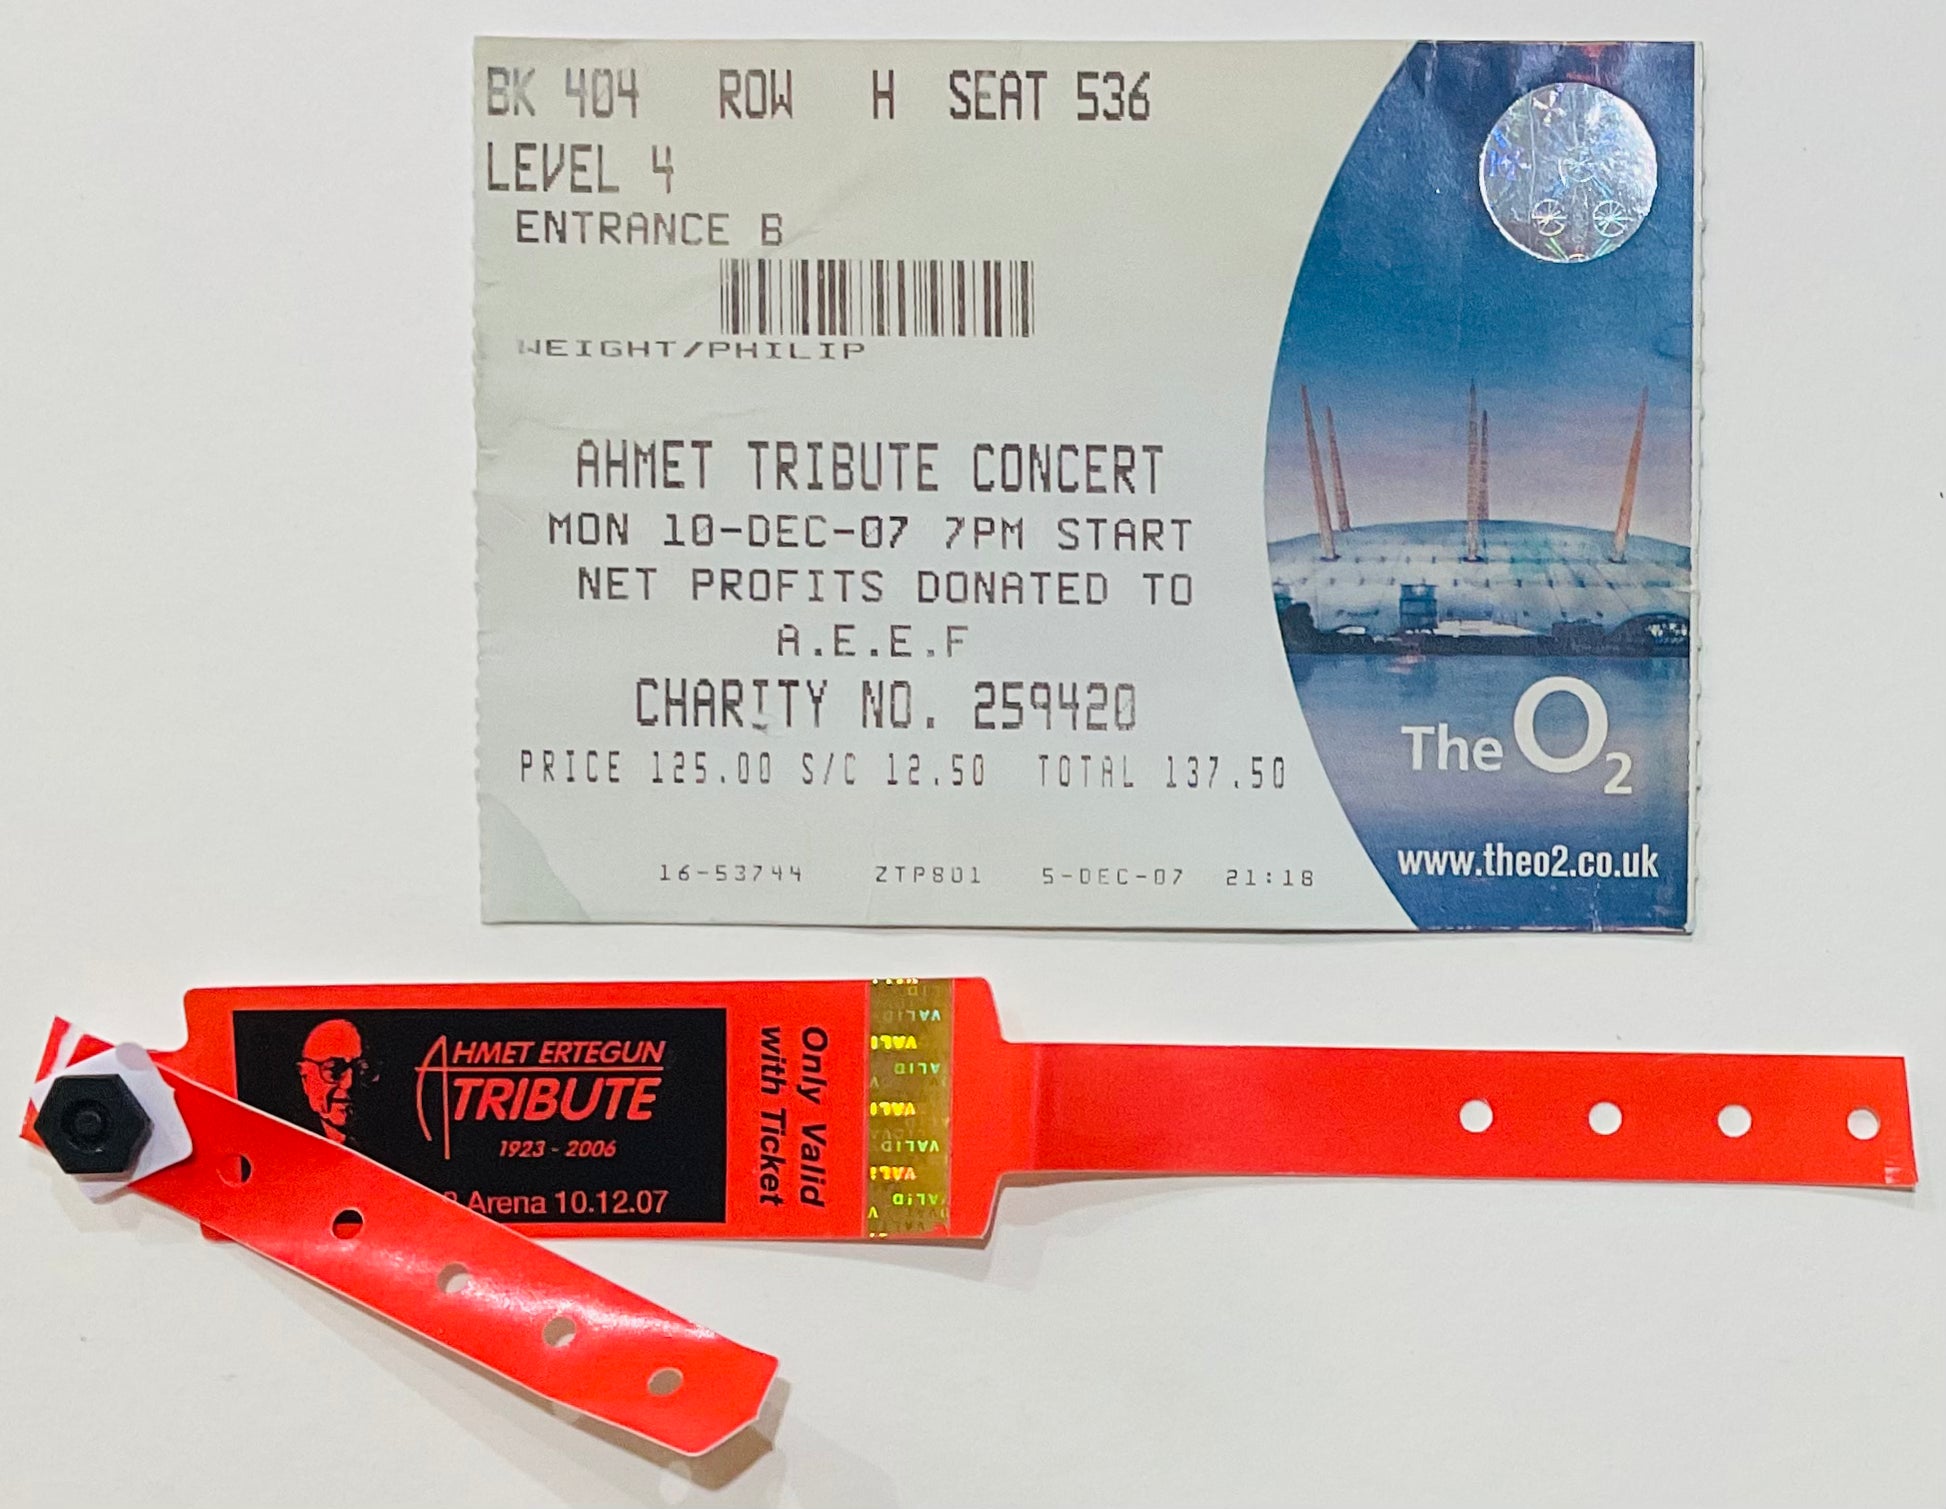 BK 404 ROW H SEAT 536
LEVEL 4
ENTRANCE B
WEIGHT/PHILIP
AHMET TRIBUTE CONCERT
MON 10-DEC-07 7PM START
NET PROFITS DONATED TO
A.E.E.F
CHARITY NO. 259420
PRICE 125.00 S/C 12.50 TOTAL 137.50
16-53744 ZTP801 5-DEC-07 21:18
The O2
www.theo2.co.uk
AHMET ERTEGUN
TRIBUTE
1923 - 2006
Arena 10.12.07
Only Valid
with Ticket
VALID
VALID
VALID
VALID